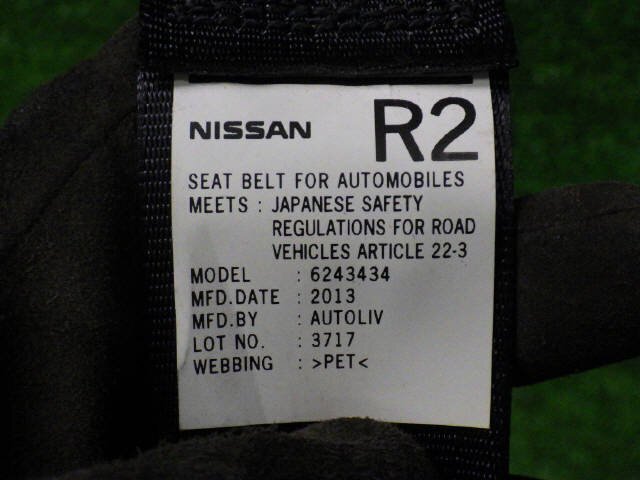 NISSAN R2
SEAT BELT FOR AUTOMOBILES
MEETS : JAPANESE SAFETY
REGULATIONS FOR ROAD
VEHICLES ARTICLE 22-3
MODEL : 6243434
MFD.DATE : 2013
MFD.BY : AUTOLIV
LOT NO. : 3717
WEBBING : >PET<